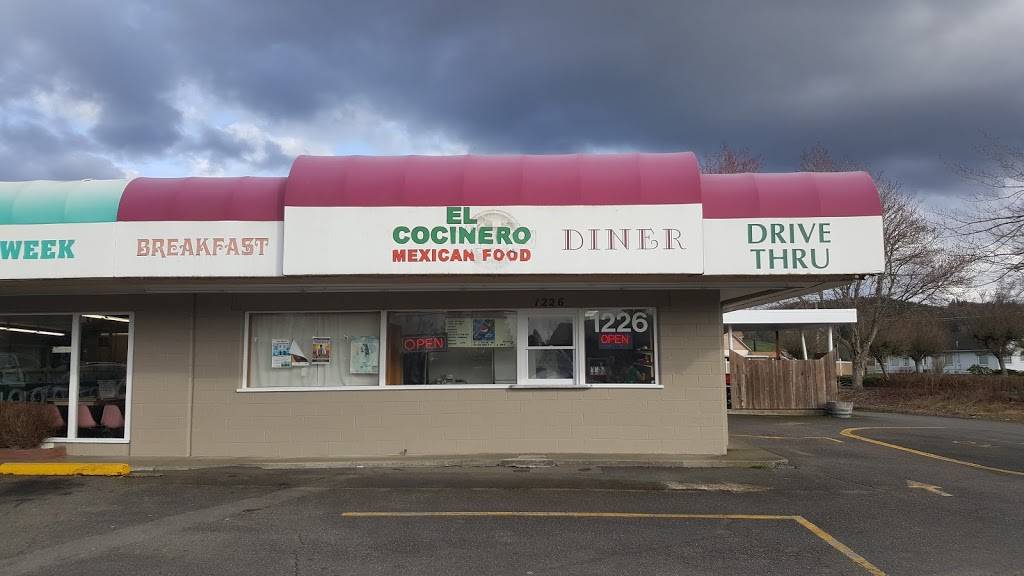 WEEK
BREAKFAST
EL
COCINERO
MEXICAN FOOD
DINER
DRIVE
THRU
1226
1226
OPEN
OPEN